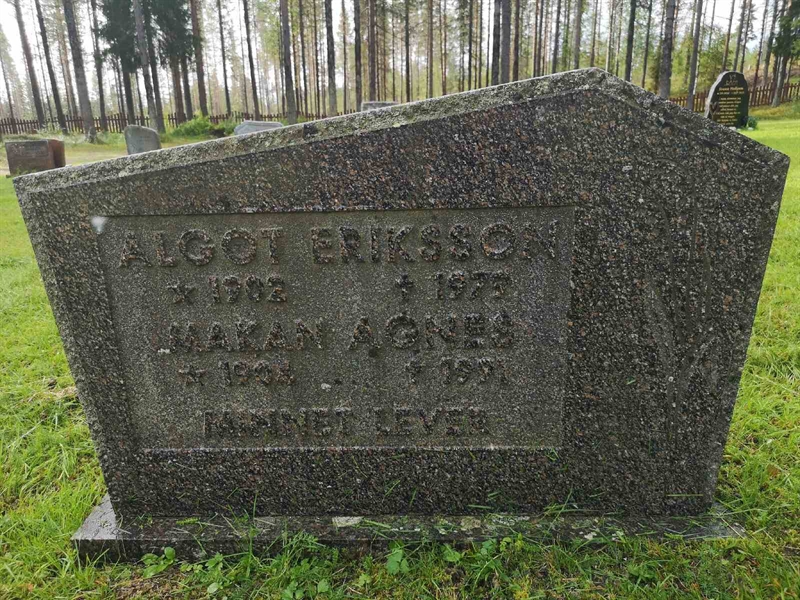 ALGOT ERIKSSON
★ 1902 † 1977
MAKAN AGNES
★ 1904 † 1991
MINNET LEVER